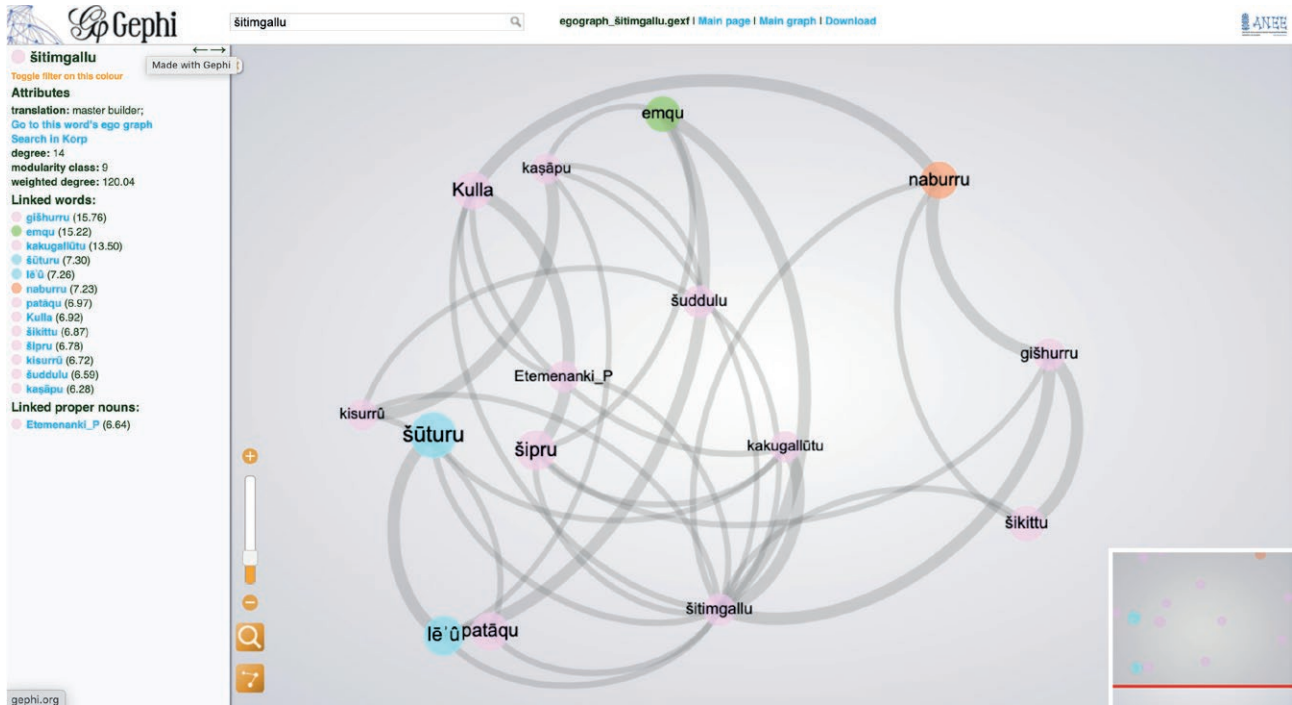 Gephi
šitimgallu
egograph_šitimgallu.gexf | Main page | Main graph | Download
ANEE
šitimgallu
←→
Made with Gephi
Toggle filter on this colour
Attributes
translation: master builder;
Go to this word's ego graph
Search in Korp
degree: 14
modularity class: 9
weighted degree: 120.04
Linked words:
gišhurru (15.76)
emqu (15.22)
kakugallūtu (13.50)
šūturu (7.30)
lēʾû (7.26)
naburru (7.23)
patāqu (6.97)
Kulla (6.92)
šikittu (6.87)
šipru (6.78)
kisurrû (6.72)
šuddulu (6.59)
kaṣāpu (6.28)
Linked proper nouns:
Etemenanki_P (6.64)
emqu
kaṣāpu
Kulla
naburru
šuddulu
gišhurru
Etemenanki_P
kisurrû
šūturu
šipru
kakugallūtu
šikittu
šitimgallu
lēʾû
patāqu
gephi.org